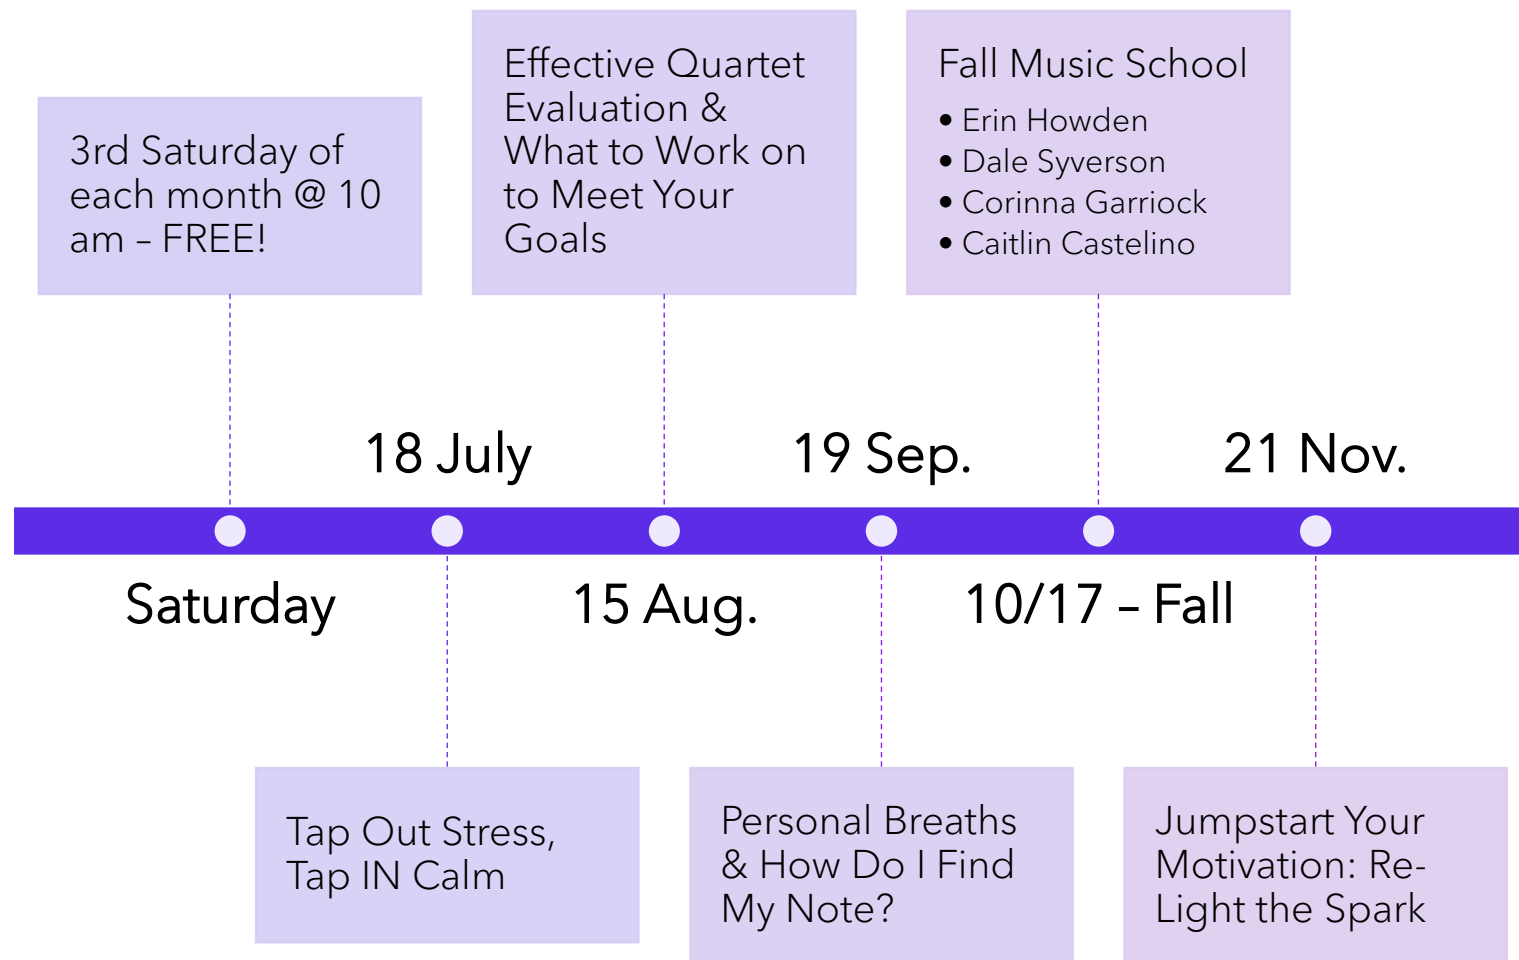 3rd Saturday of
each month @ 10
am – FREE!
Effective Quartet
Evaluation &
What to Work on
to Meet Your
Goals
Fall Music School
• Erin Howden
• Dale Syverson
• Corinna Garriock
• Caitlin Castelino
18 July
19 Sep.
21 Nov.
Saturday
15 Aug.
10/17 – Fall
Tap Out Stress,
Tap IN Calm
Personal Breaths
& How Do I Find
My Note?
Jumpstart Your
Motivation: Re-
Light the Spark